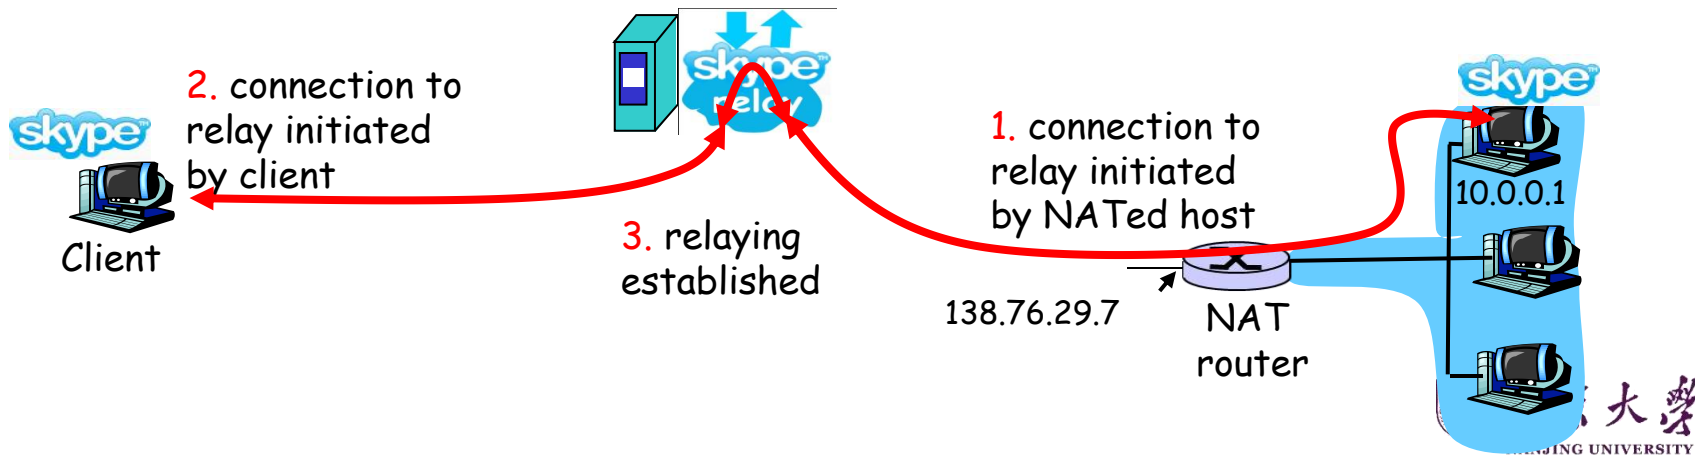 skype
2. connection to
relay initiated
by client
Client
skype
relay
3. relaying
established
1. connection to
relay initiated
by NATed host
138.76.29.7
NAT
router
skype
10.0.0.1
大學
UNIVERSITY